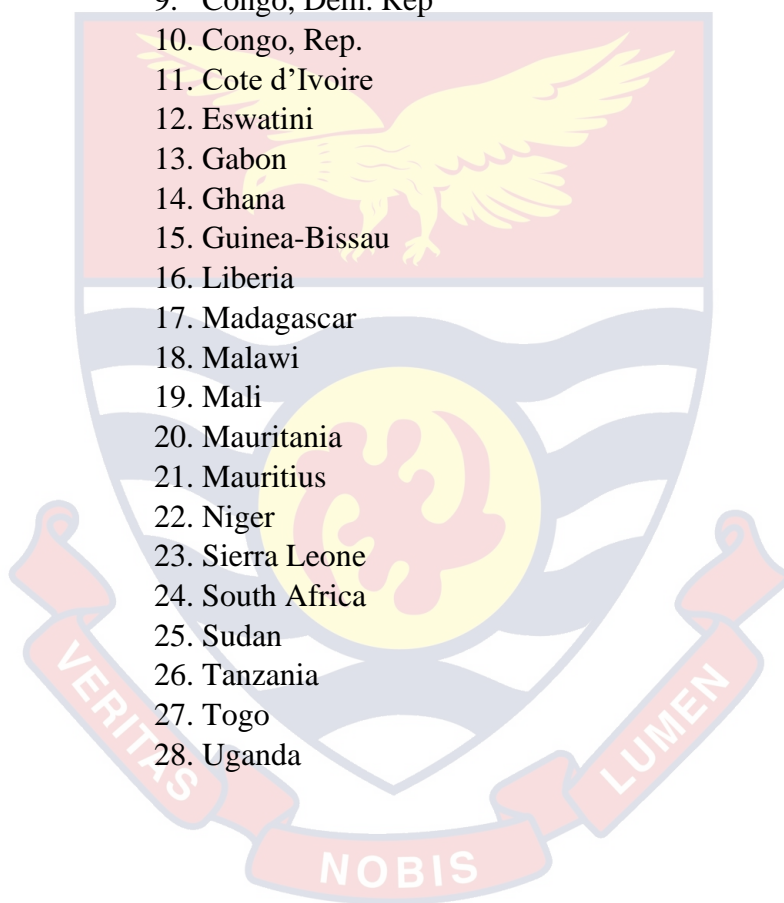 9. Congo, Dem. Rep
10. Congo, Rep.
11. Cote d’Ivoire
12. Eswatini
13. Gabon
14. Ghana
15. Guinea-Bissau
16. Liberia
17. Madagascar
18. Malawi
19. Mali
20. Mauritania
21. Mauritius
22. Niger
23. Sierra Leone
24. South Africa
25. Sudan
26. Tanzania
27. Togo
28. Uganda
VERITAS
NOBIS
LUMEN